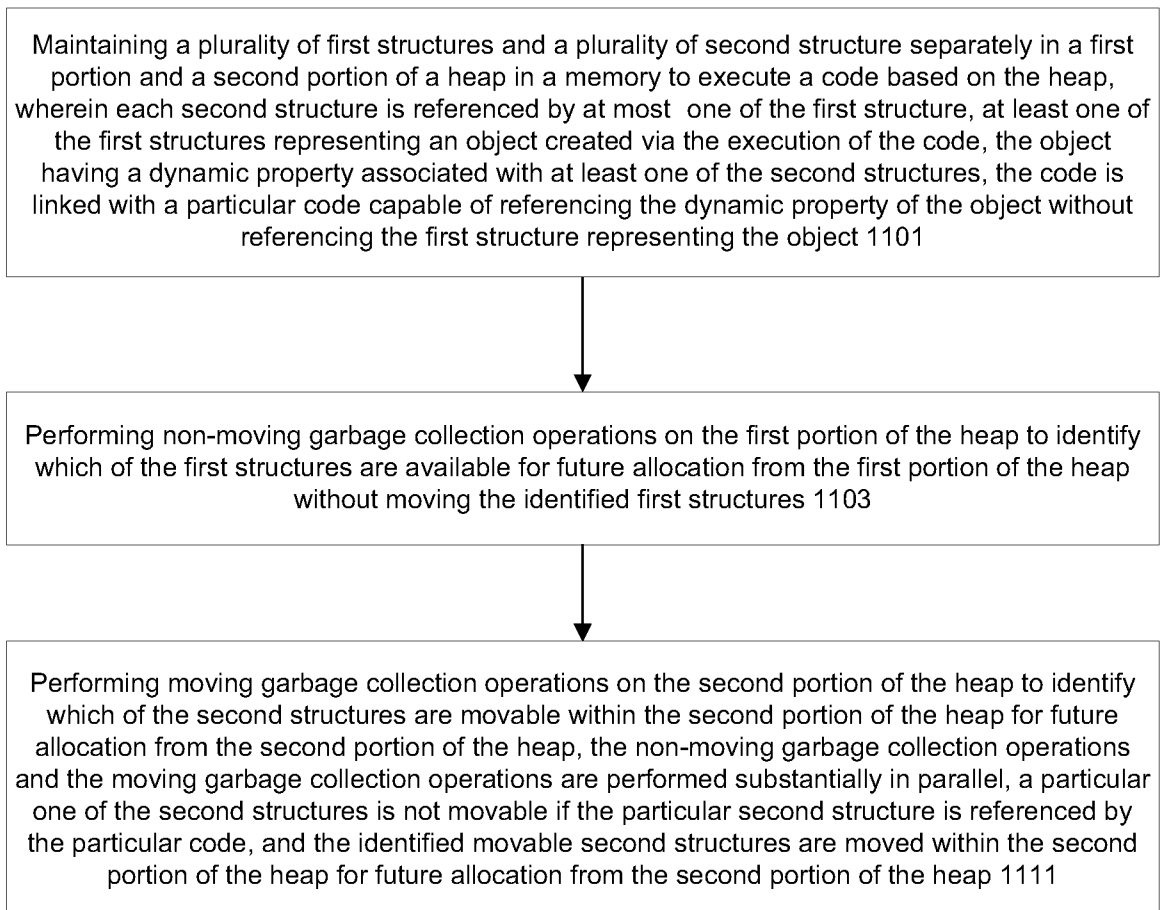 Maintaining a plurality of first structures and a plurality of second structure separately in a first
portion and a second portion of a heap in a memory to execute a code based on the heap,
wherein each second structure is referenced by at most one of the first structure, at least one of
the first structures representing an object created via the execution of the code, the object
having a dynamic property associated with at least one of the second structures, the code is
linked with a particular code capable of referencing the dynamic property of the object without
referencing the first structure representing the object 1101
Performing non-moving garbage collection operations on the first portion of the heap to identify
which of the first structures are available for future allocation from the first portion of the heap
without moving the identified first structures 1103
Performing moving garbage collection operations on the second portion of the heap to identify
which of the second structures are movable within the second portion of the heap for future
allocation from the second portion of the heap, the non-moving garbage collection operations
and the moving garbage collection operations are performed substantially in parallel, a particular
one of the second structures is not movable if the particular second structure is referenced by
the particular code, and the identified movable second structures are moved within the second
portion of the heap for future allocation from the second portion of the heap 1111